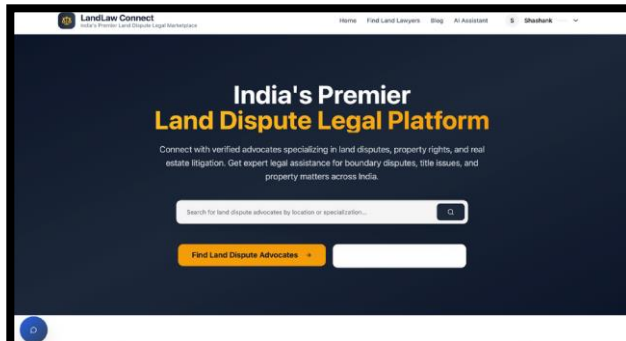 LandLaw Connect
India's Premier Land Dispute Legal Marketplace
Home Find Land Lawyers Blog AI Assistant S Shashank
India's Premier
Land Dispute Legal Platform
Connect with verified advocates specializing in land disputes, property rights, and real
estate litigation. Get expert legal assistance for boundary disputes, title issues, and
property matters across India.
Search for land dispute advocates by location or specialization...
Find Land Dispute Advocates →